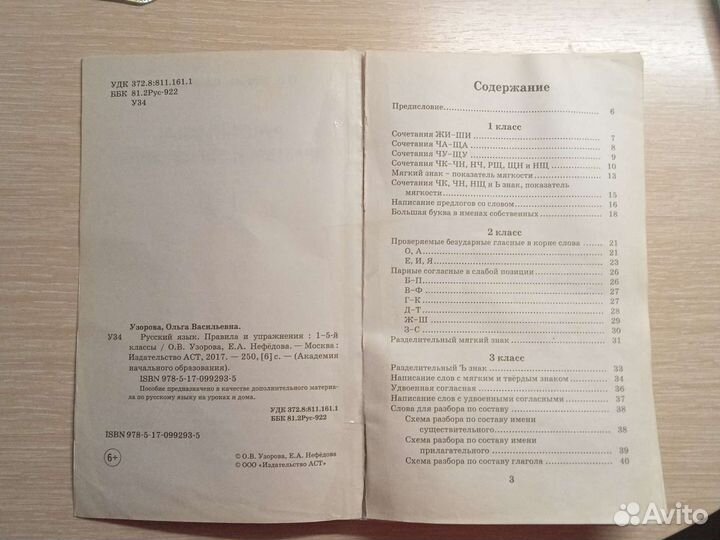 УДК 372.8:811.161.1
ББК 81.2Рус-922
У34
Узорова, Ольга Васильевна.
У34 Русский язык. Правила и упражнения : 1–5-й
классы / О.В. Узорова, Е.А. Нефёдова. — Москва :
Издательство АСТ, 2017. — 250, [6] с. — (Академия
начального образования).
ISBN 978-5-17-099293-5
Пособие предназначено в качестве дополнительного материа-
ла по русскому языку на уроках и дома.
УДК 372.8:811.161.1
ББК 81.2Рус-922
ISBN 978-5-17-099293-5
6+
© О.В. Узорова, Е.А. Нефёдова
© ООО «Издательство АСТ»
Содержание
Предисловие 6
1 класс
Сочетания ЖИ–ШИ 7
Сочетания ЧА–ЩА 8
Сочетания ЧУ–ЩУ 9
Сочетания ЧК–ЧН, НЧ, РЩ, ЩН и НЩ 10
Мягкий знак – показатель мягкости 13
Сочетания ЧК, ЧН, НЩ и Ь знак, показатель
мягкости 15
Написание предлогов со словом 16
Большая буква в именах собственных 18
2 класс
Проверяемые безударные гласные в корне слова 21
О, А 21
Е, И, Я 23
Парные согласные в слабой позиции 26
Б–П 26
В–Ф 27
Г–К 27
Д–Т 28
Ж–Ш 29
З–С 30
Разделительный мягкий знак 31
3 класс
Разделительный Ъ знак 33
Написание слов с мягким и твёрдым знаком 34
Удвоенная согласная 36
Написание слов с удвоенными согласными 37
Слова для разбора по составу 38
Схема разбора по составу имени
существительного 38
Схема разбора по составу имени
прилагательного 39
Схема разбора по составу глагола 40
3
Avito